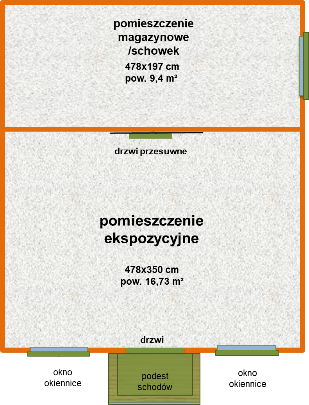 pomieszczenie
magazynowe
/schowek
478x197 cm
pow. 9,4 m²
drzwi przesuwne
pomieszczenie
ekspozycyjne
478x350 cm
pow. 16,73 m²
drzwi
okno
okiennice
podest
schodów
okno
okiennice